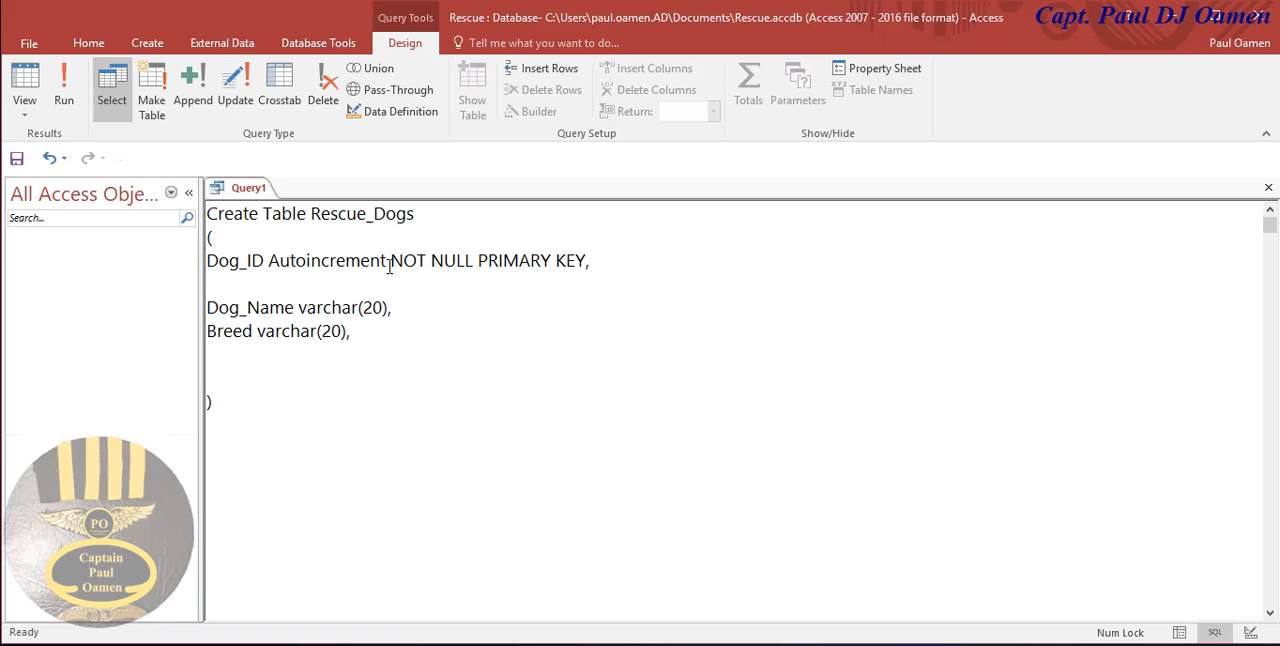 Query Tools
Rescue : Database- C:\Users\paul.oamen.AD\Documents\Rescue.accdb (Access 2007 - 2016 file format) - Access
Capt. Paul DJ Oamen
File
Home
Create
External Data
Database Tools
Design
Tell me what you want to do...
Paul Oamen
View
Run
Select
Make Table
Append
Update
Crosstab
Delete
Union
Pass-Through
Data Definition
Show Table
Insert Rows
Delete Rows
Builder
Insert Columns
Delete Columns
Return:
Totals
Parameters
Property Sheet
Table Names
Results
Query Type
Query Setup
Show/Hide
All Access Obje...
Search...
Query1
Create Table Rescue_Dogs
(
Dog_ID Autoincrement NOT NULL PRIMARY KEY,
Dog_Name varchar(20),
Breed varchar(20),
)
PO
Captain
Paul
Oamen
Ready
Num Lock
SQL